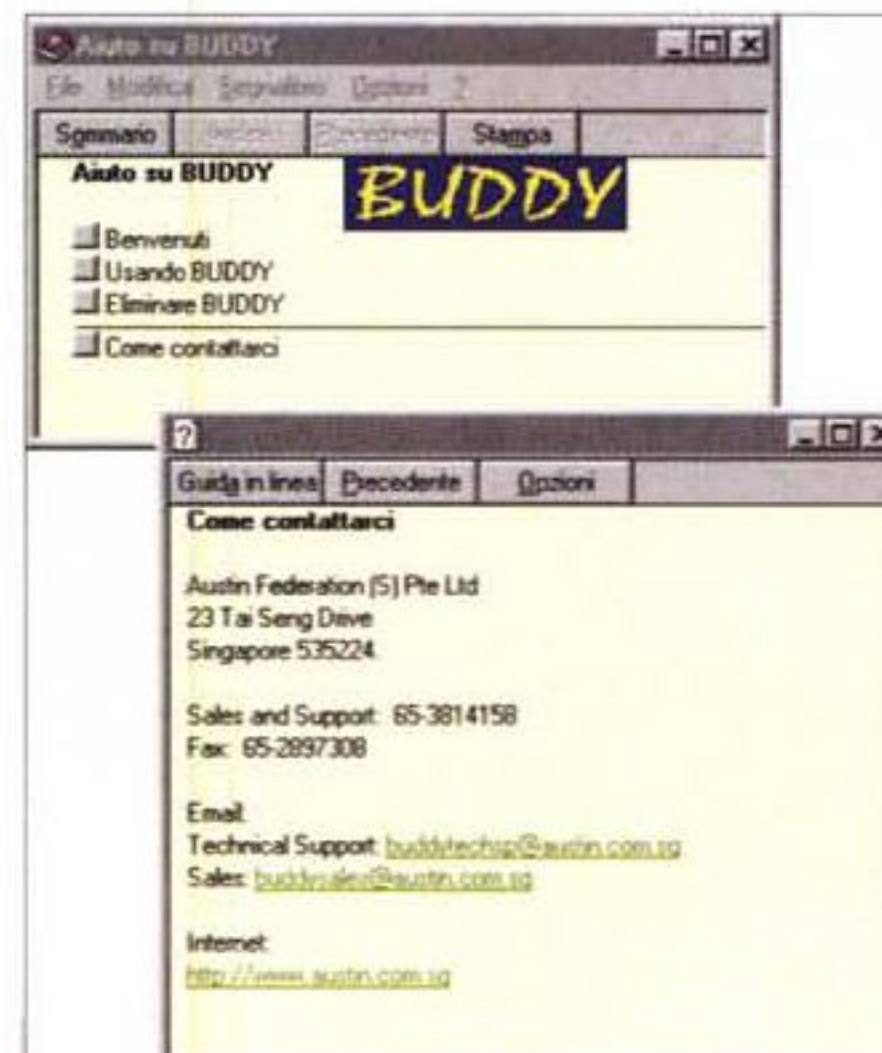 Aiuto su BUDDY
File Modifica Segnalibro Opzioni ?
Sommario Precedente Stampa
Aiuto su BUDDY
BUDDY
Benvenuti
Usando BUDDY
Eliminare BUDDY
Come contattarci
?
Guida in linea Precedente Opzioni
Come contattarci
Austin Federation (S) Pte Ltd
23 Tai Seng Drive
Singapore 535224.
Sales and Support: 65-3814158
Fax: 65-2897308
Email:
Technical Support: buddytechsp@austin.com.sg
Sales: buddysales@austin.com.sg
Internet:
http://www.austin.com.sg